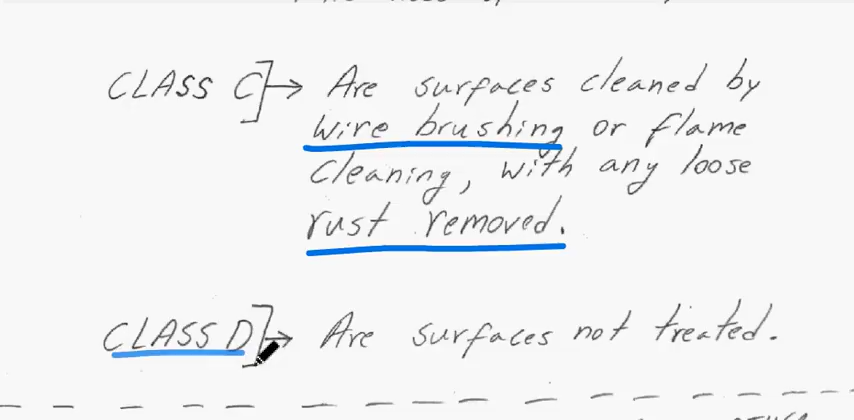 CLASS C]→ Are surfaces cleaned by
wire brushing or flame
cleaning, with any loose
rust removed.
CLASS D]→ Are surfaces not treated.